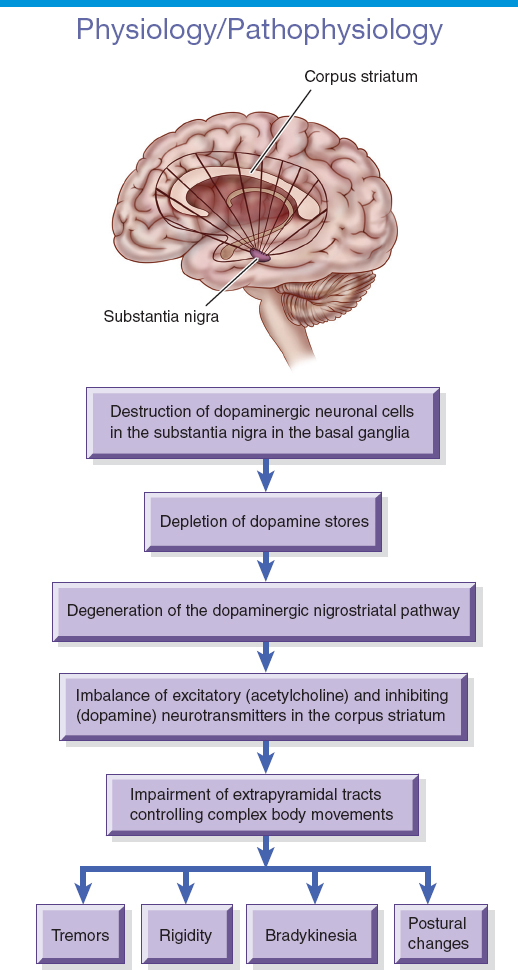 Physiology/Pathophysiology
Corpus striatum
Substantia nigra
Destruction of dopaminergic neuronal cells
in the substantia nigra in the basal ganglia
Depletion of dopamine stores
Degeneration of the dopaminergic nigrostriatal pathway
Imbalance of excitatory (acetylcholine) and inhibiting
(dopamine) neurotransmitters in the corpus striatum
Impairment of extrapyramidal tracts
controlling complex body movements
Tremors
Rigidity
Bradykinesia
Postural
changes